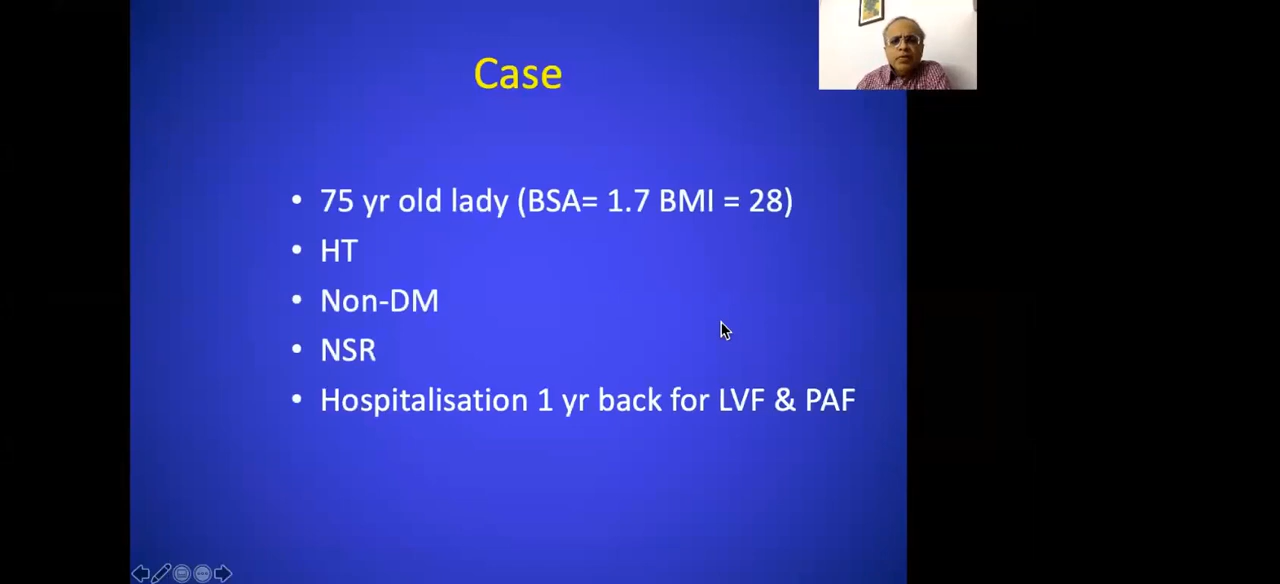 Case
• 75 yr old lady (BSA= 1.7 BMI = 28)
• HT
• Non-DM
• NSR
• Hospitalisation 1 yr back for LVF & PAF